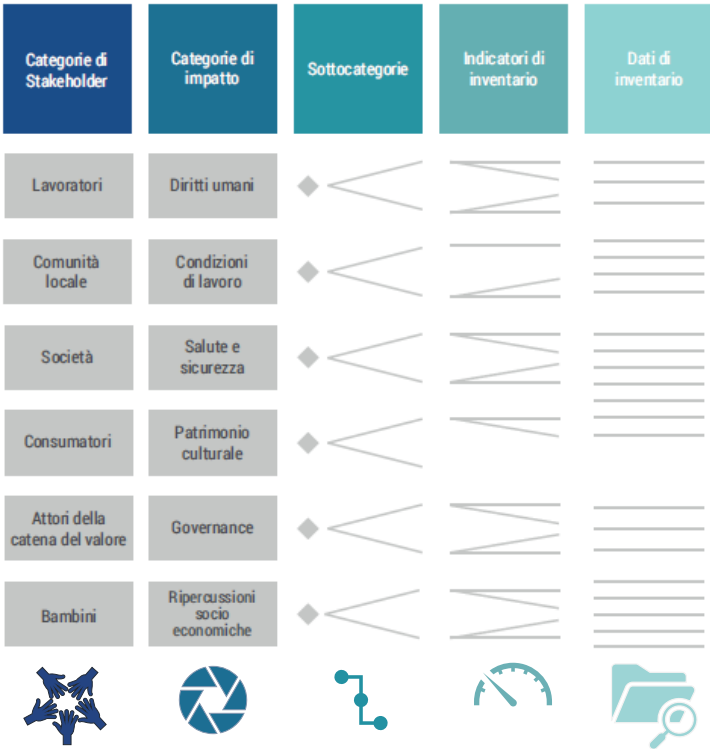 Categorie di
Stakeholder
Categorie di
impatto
Sottocategorie
Indicatori di
inventario
Dati di
inventario
Lavoratori
Diritti umani
Comunità
locale
Condizioni
di lavoro
Società
Salute e
sicurezza
Consumatori
Patrimonio
culturale
Attori della
catena del valore
Governance
Bambini
Ripercussioni
socio
economiche